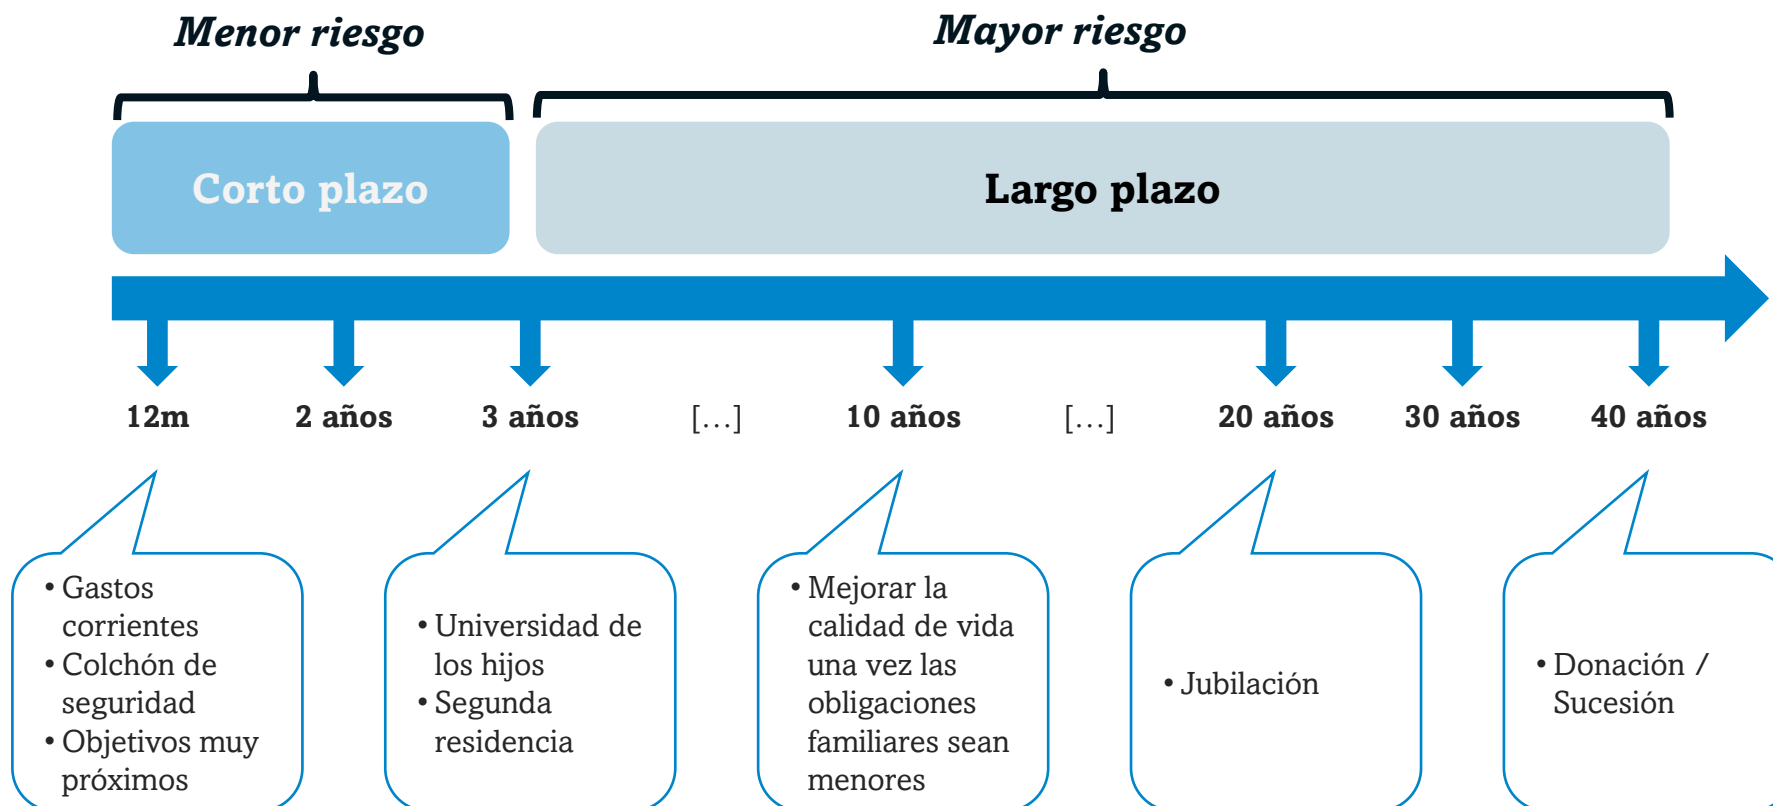 Menor riesgo
Mayor riesgo
Corto plazo
Largo plazo
12m
2 años
3 años
[…]
10 años
[…]
20 años
30 años
40 años
• Gastos
corrientes
• Colchón de
seguridad
• Objetivos muy
próximos
• Universidad de
los hijos
• Segunda
residencia
• Mejorar la
calidad de vida
una vez las
obligaciones
familiares sean
menores
• Jubilación
• Donación /
Sucesión